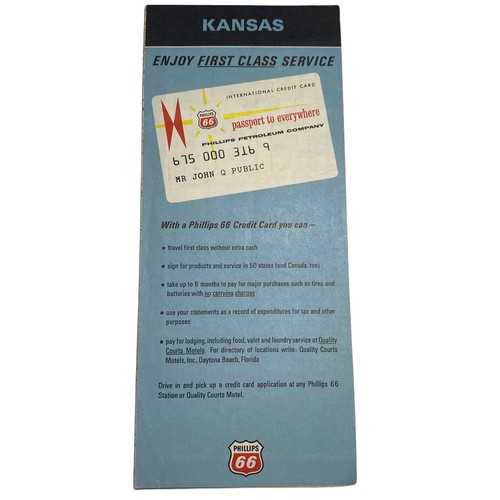 KANSAS
ENJOY FIRST CLASS SERVICE
INTERNATIONAL CREDIT CARD
PHILLIPS
66
passport to everywhere
PHILLIPS PETROLEUM COMPANY
675 000 316 9
MR JOHN Q PUBLIC
With a Phillips 66 Credit Card you can—
• travel first class without extra cash
• sign for products and service in 50 states (and Canada, too)
• take up to 6 months to pay for major purchases such as tires and
batteries with no carrying charges
• use your statements as a record of expenditures for tax and other
purposes
• pay for lodging, including food, valet and laundry service at Quality
Courts Motels. For directory of locations write: Quality Courts
Motels, Inc., Daytona Beach, Florida
Drive in and pick up a credit card application at any Phillips 66
Station or Quality Courts Motel.
PHILLIPS
66